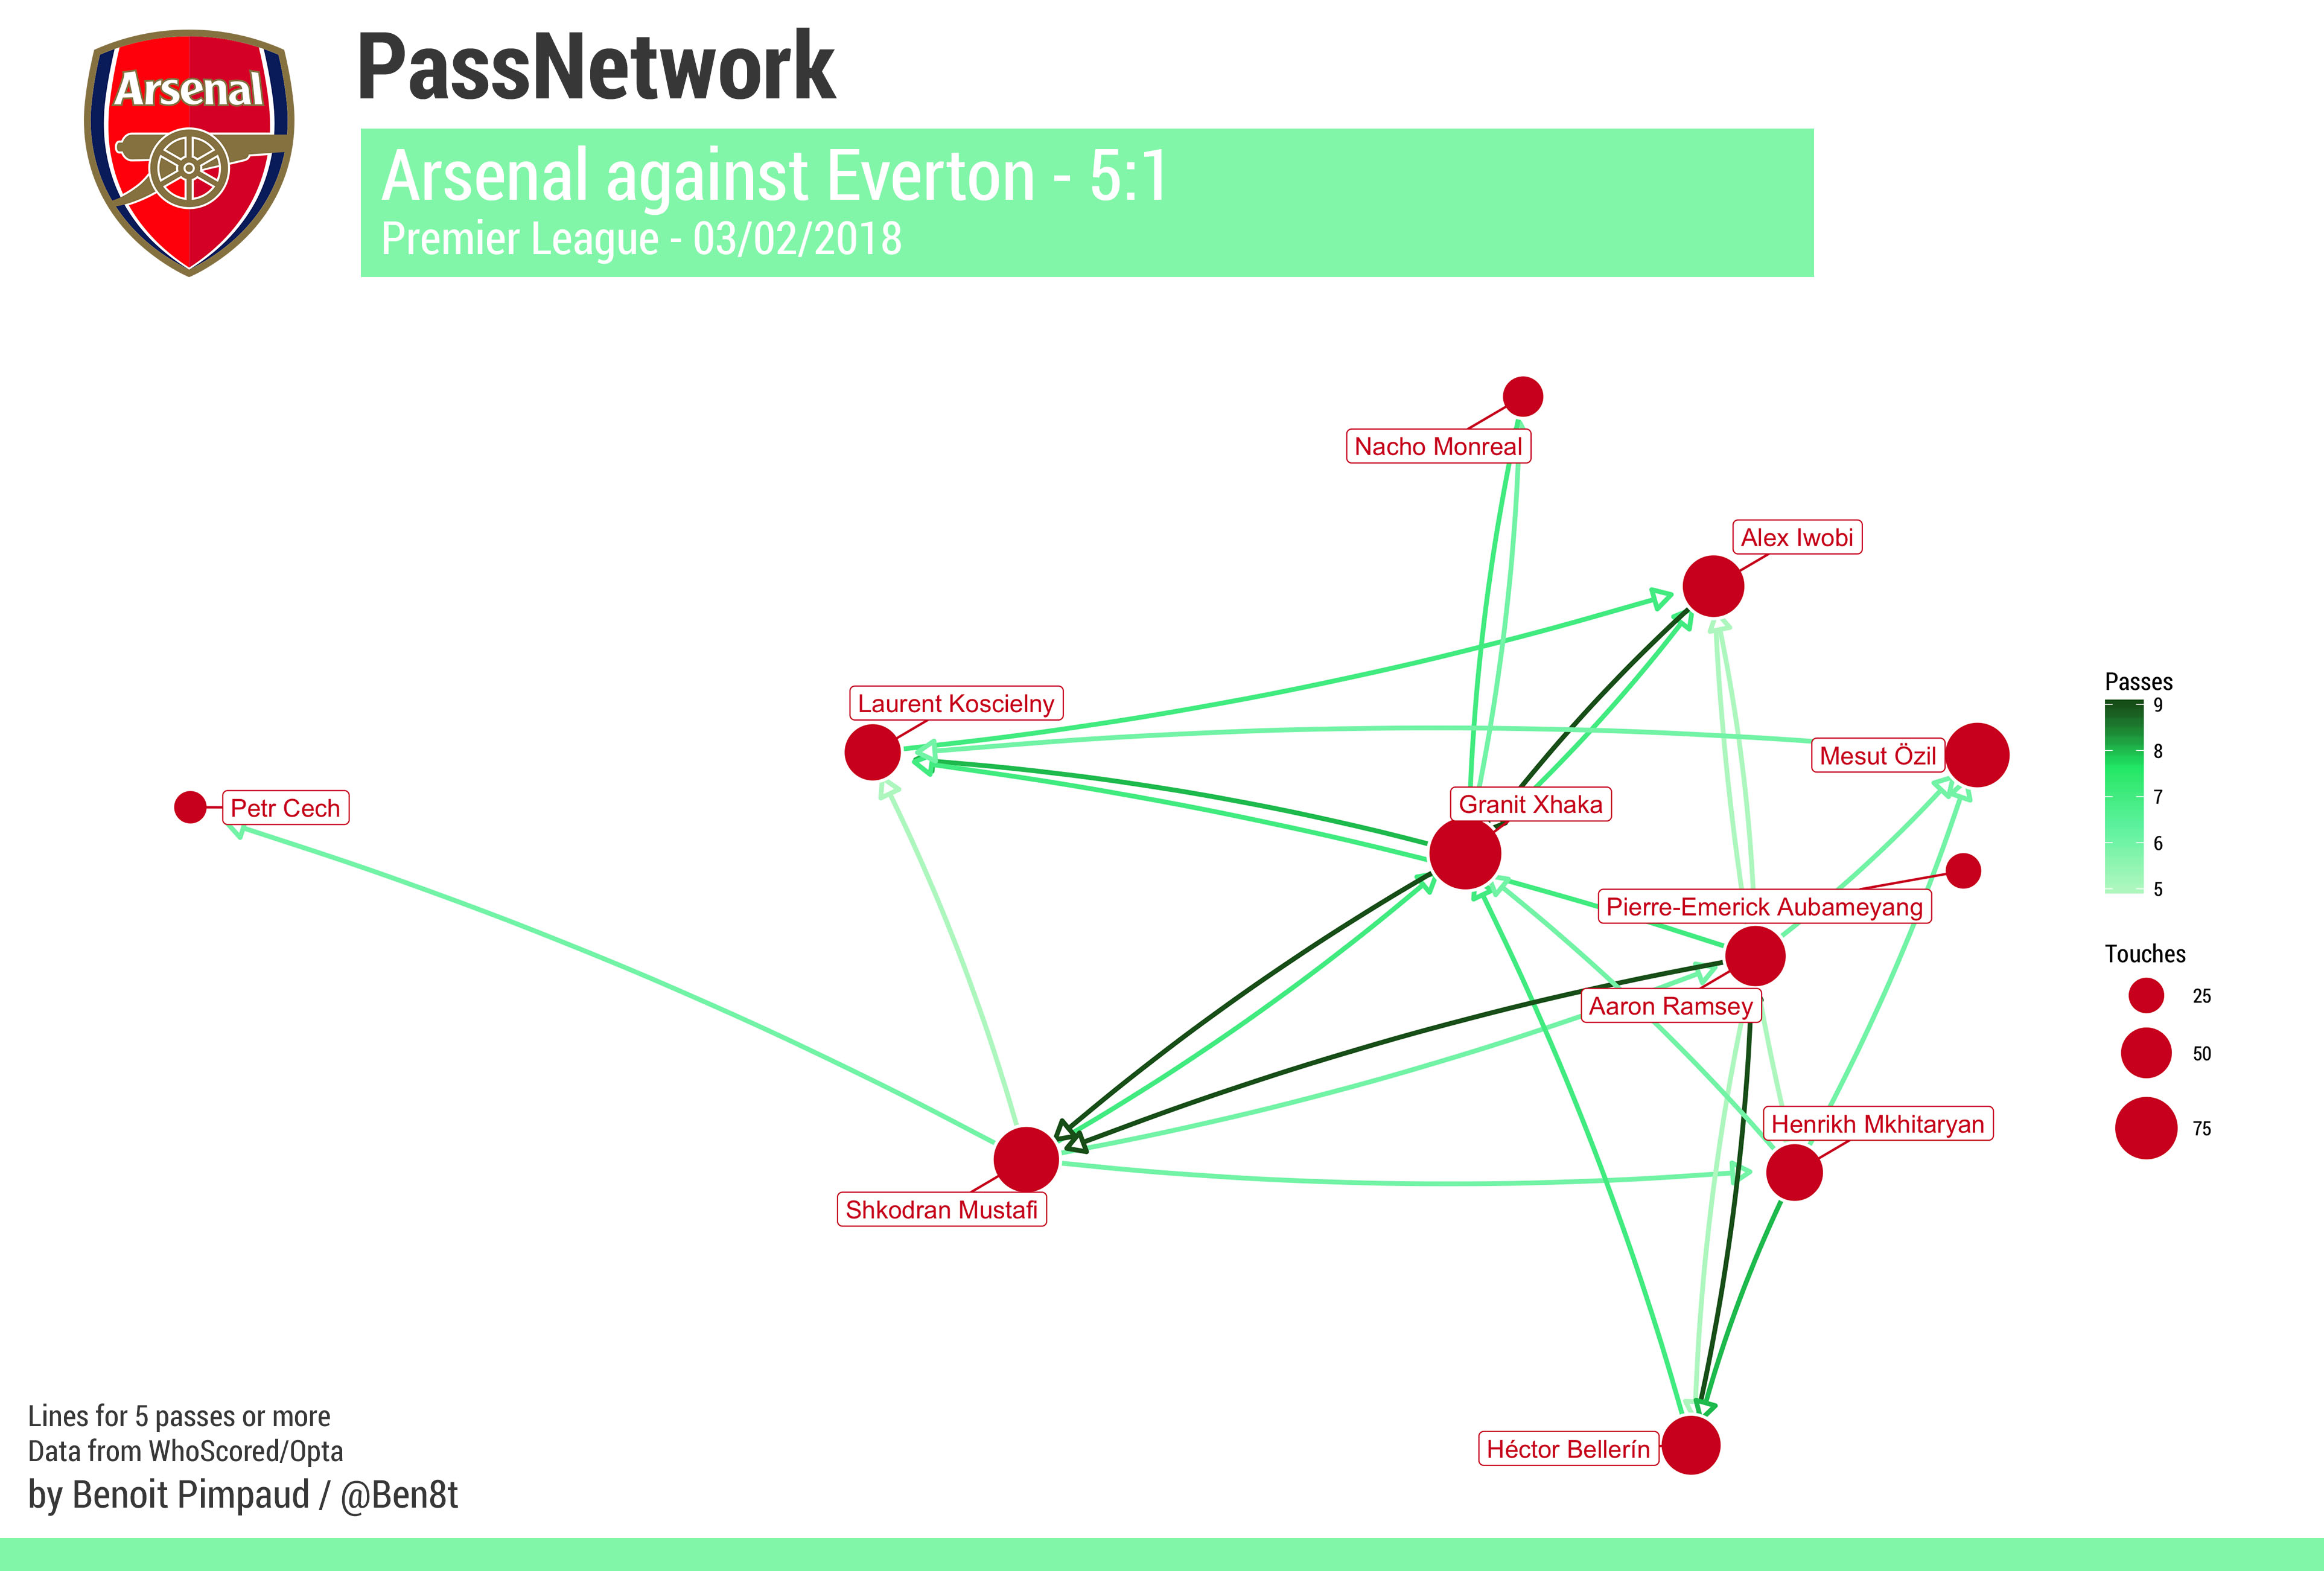 Arsenal
PassNetwork
Arsenal against Everton - 5:1
Premier League - 03/02/2018
Nacho Monreal
Alex Iwobi
Laurent Koscielny
Mesut Özil
Petr Cech
Granit Xhaka
Pierre-Emerick Aubameyang
Aaron Ramsey
Henrikh Mkhitaryan
Shkodran Mustafi
Héctor Bellerín
Passes
9
8
7
6
5
Touches
25
50
75
Lines for 5 passes or more
Data from WhoScored/Opta
by Benoit Pimpaud / @Ben8t